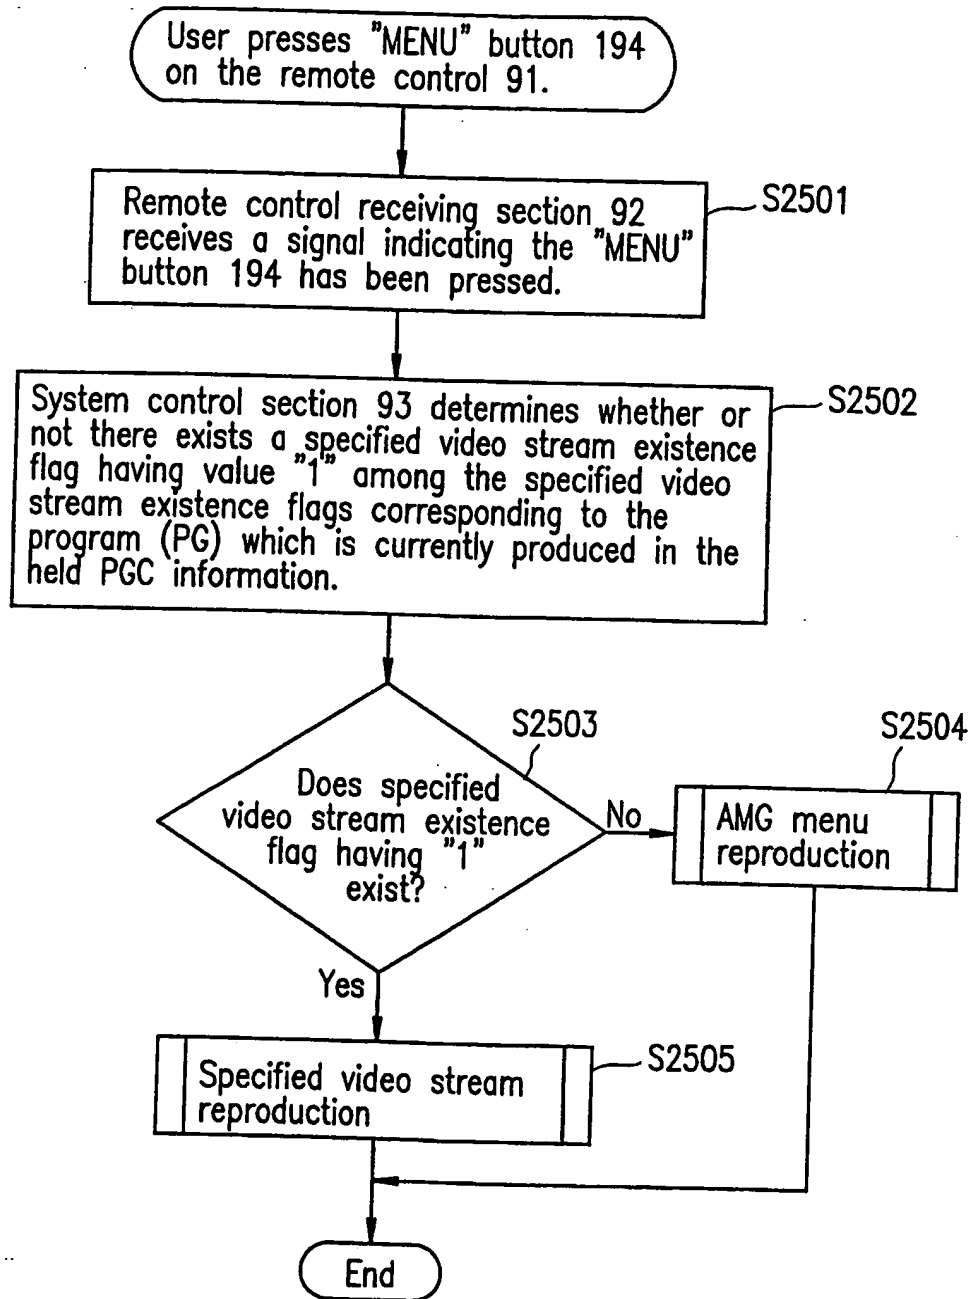 User presses "MENU" button 194
on the remote control 91.
Remote control receiving section 92
receives a signal indicating the "MENU"
button 194 has been pressed.
S2501
System control section 93 determines whether or
not there exists a specified video stream existence
flag having value "1" among the specified video
stream existence flags corresponding to the
program (PG) which is currently produced in the
held PGC information.
S2502
Does specified
video stream existence
flag having "1"
exist?
S2503
No
S2504
AMG menu
reproduction
Yes
Specified video stream
reproduction
S2505
End